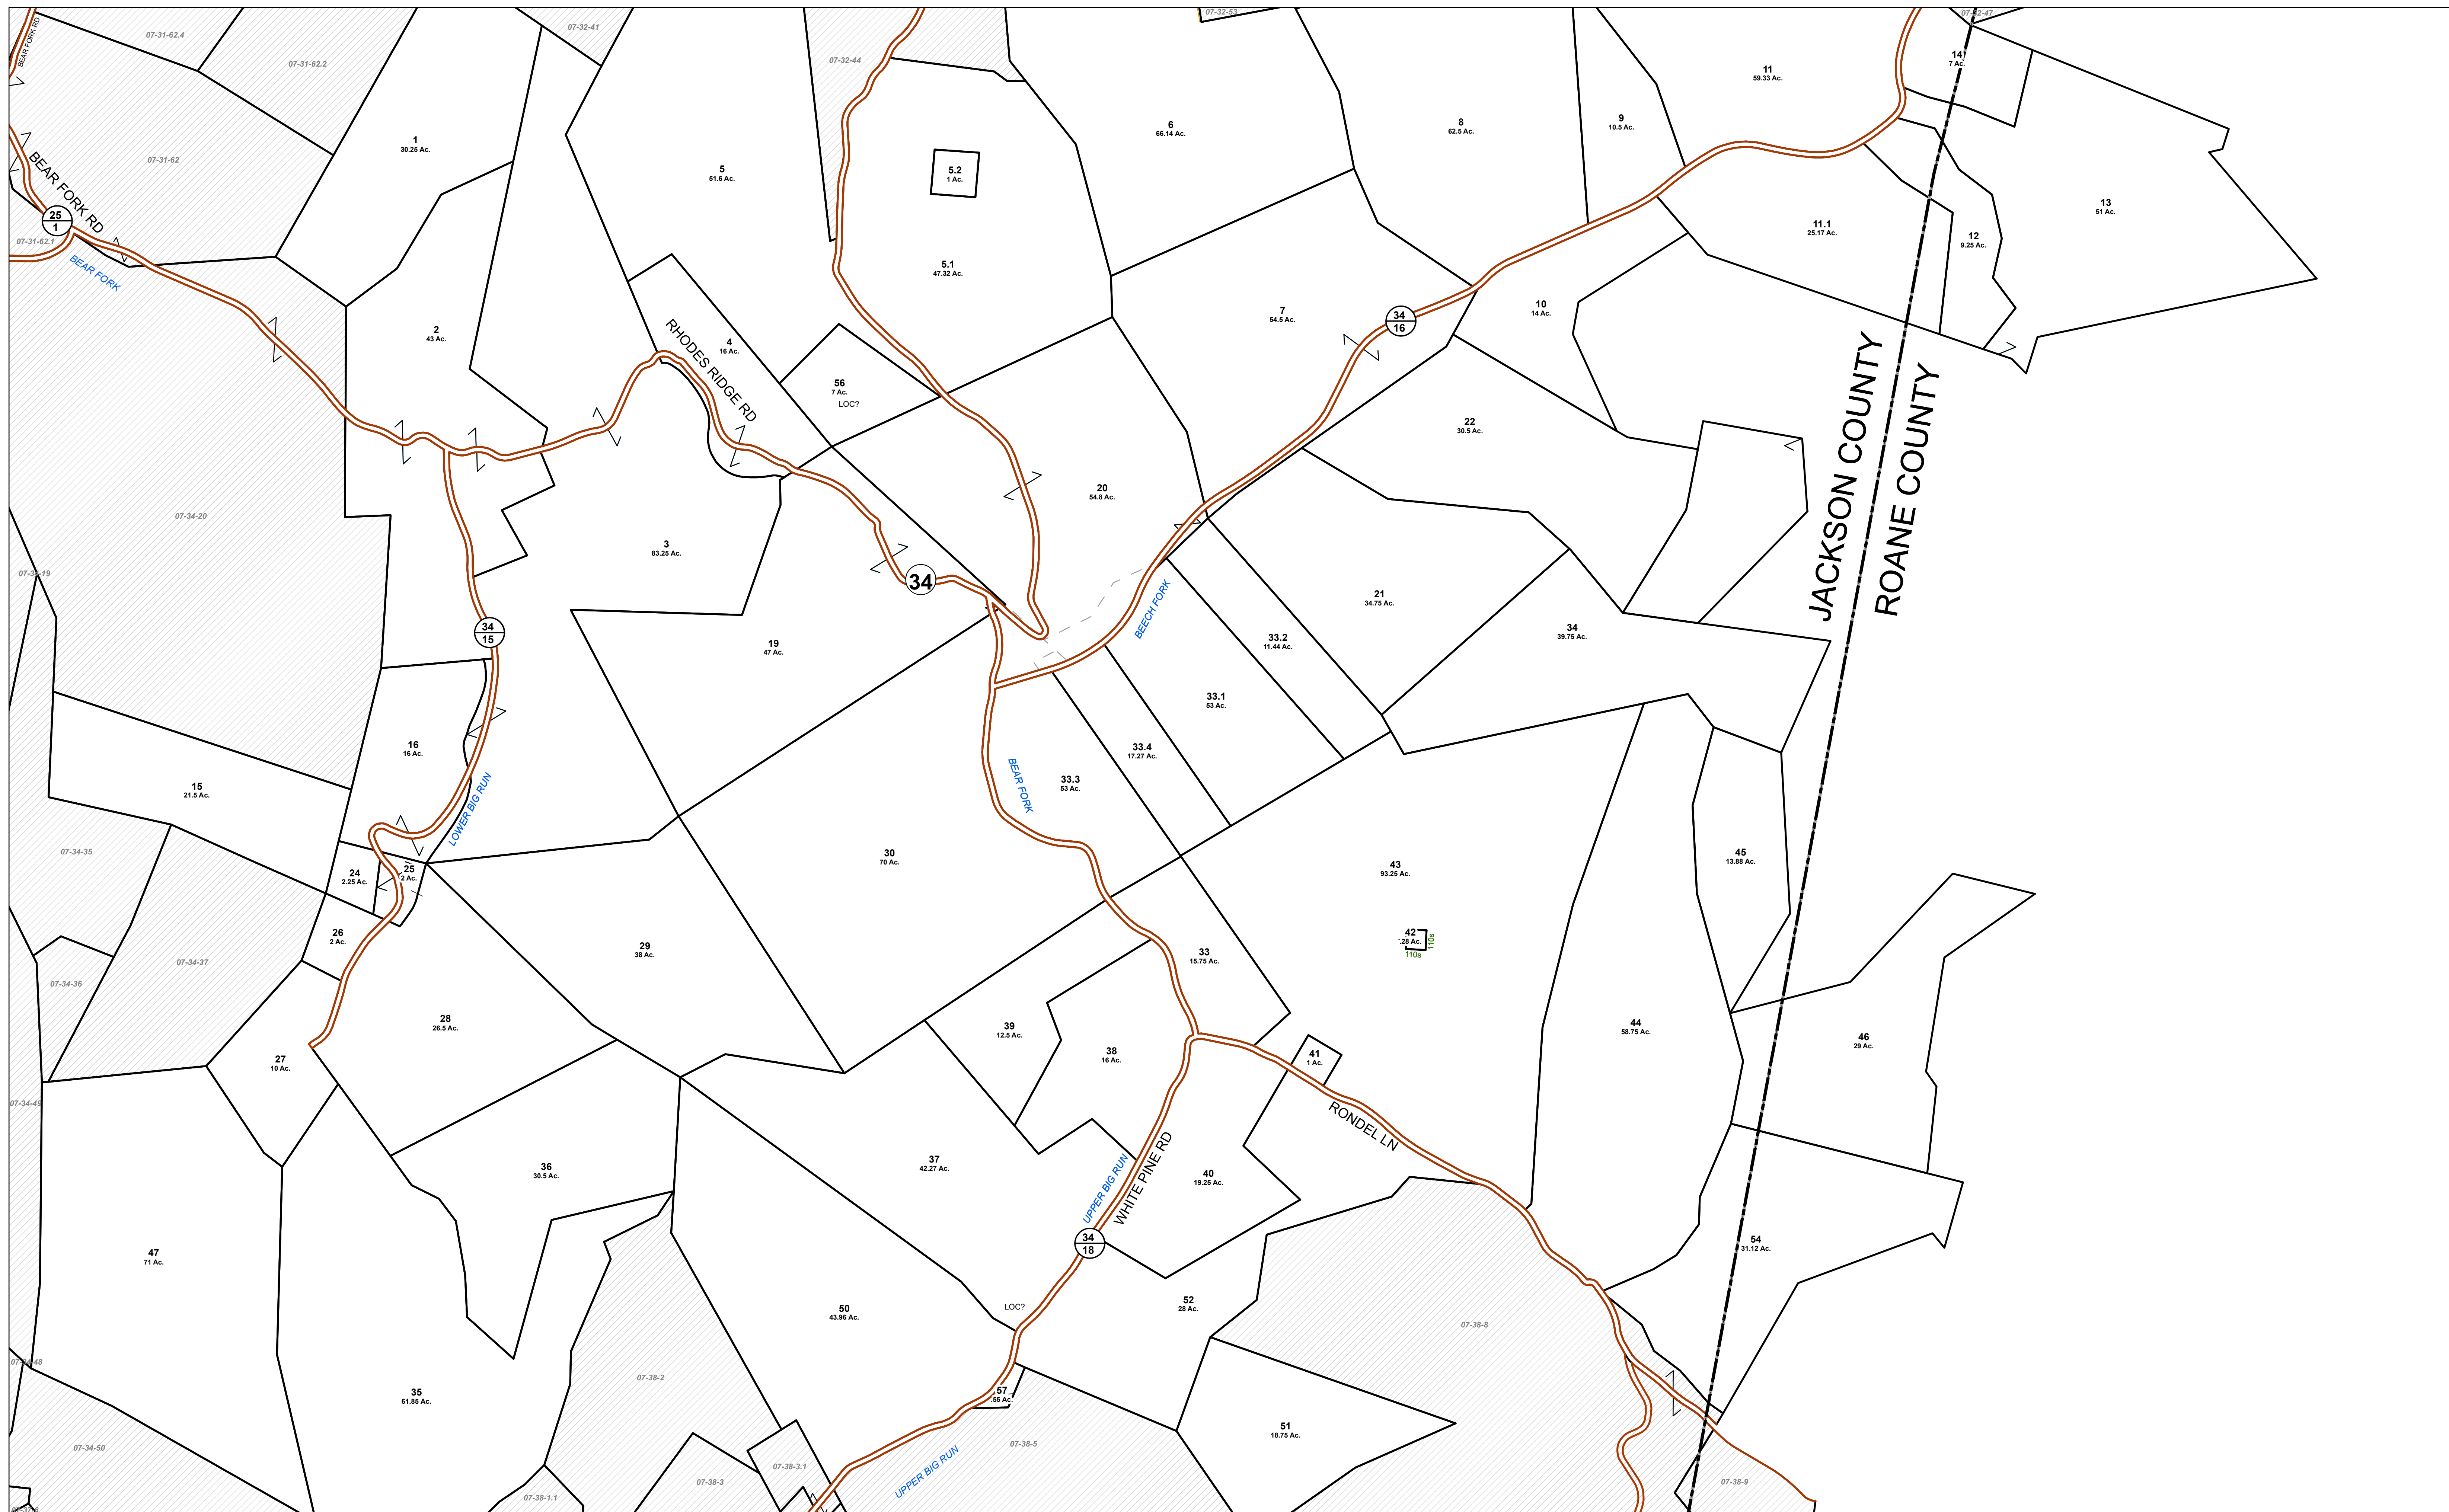 BEAR FORK RD
07-31-62.4
07-32-41
07-32-53
07-32-47
07-31-62.2
07-32-44
11
59.33 Ac.
14
7 Ac.
1
30.25 Ac.
6
66.14 Ac.
8
62.5 Ac.
9
10.5 Ac.
07-31-62
BEAR FORK RD
5
51.6 Ac.
5.2
1 Ac.
13
51 Ac.
25
1
07-31-62.1
BEAR FORK
11.1
25.17 Ac.
12
9.25 Ac.
5.1
47.32 Ac.
10
14 Ac.
7
54.5 Ac.
34
16
2
43 Ac.
RHODES RIDGE RD
4
16 Ac.
56
7 Ac.
LOC?
22
30.5 Ac.
JACKSON COUNTY
ROANE COUNTY
20
54.8 Ac.
07-34-20
3
83.25 Ac.
34
BEECH FORK
21
34.75 Ac.
34
15
19
47 Ac.
33.2
11.44 Ac.
34
39.75 Ac.
33.1
53 Ac.
16
16 Ac.
33.4
17.27 Ac.
33.3
53 Ac.
BEAR FORK
15
21.5 Ac.
LOWER BIG RUN
07-34-35
30
70 Ac.
43
93.25 Ac.
45
13.88 Ac.
24
2.25 Ac.
25
2 Ac.
26
2 Ac.
29
38 Ac.
42
.28 Ac.
110s
110s
33
15.75 Ac.
07-34-37
07-34-36
28
26.5 Ac.
39
12.5 Ac.
38
16 Ac.
44
58.75 Ac.
46
29 Ac.
41
1 Ac.
27
10 Ac.
07-34-49
RONDEL LN
36
30.5 Ac.
37
42.27 Ac.
UPPER BIG RUN
WHITE PINE RD
40
19.25 Ac.
34
18
47
71 Ac.
54
31.12 Ac.
50
43.96 Ac.
LOC?
52
28 Ac.
07-38-8
07-34-48
07-38-2
35
61.85 Ac.
57
.55 Ac.
51
18.75 Ac.
07-34-50
07-38-5
07-38-3.1
07-38-3
UPPER BIG RUN
07-38-9
07-38-1.1